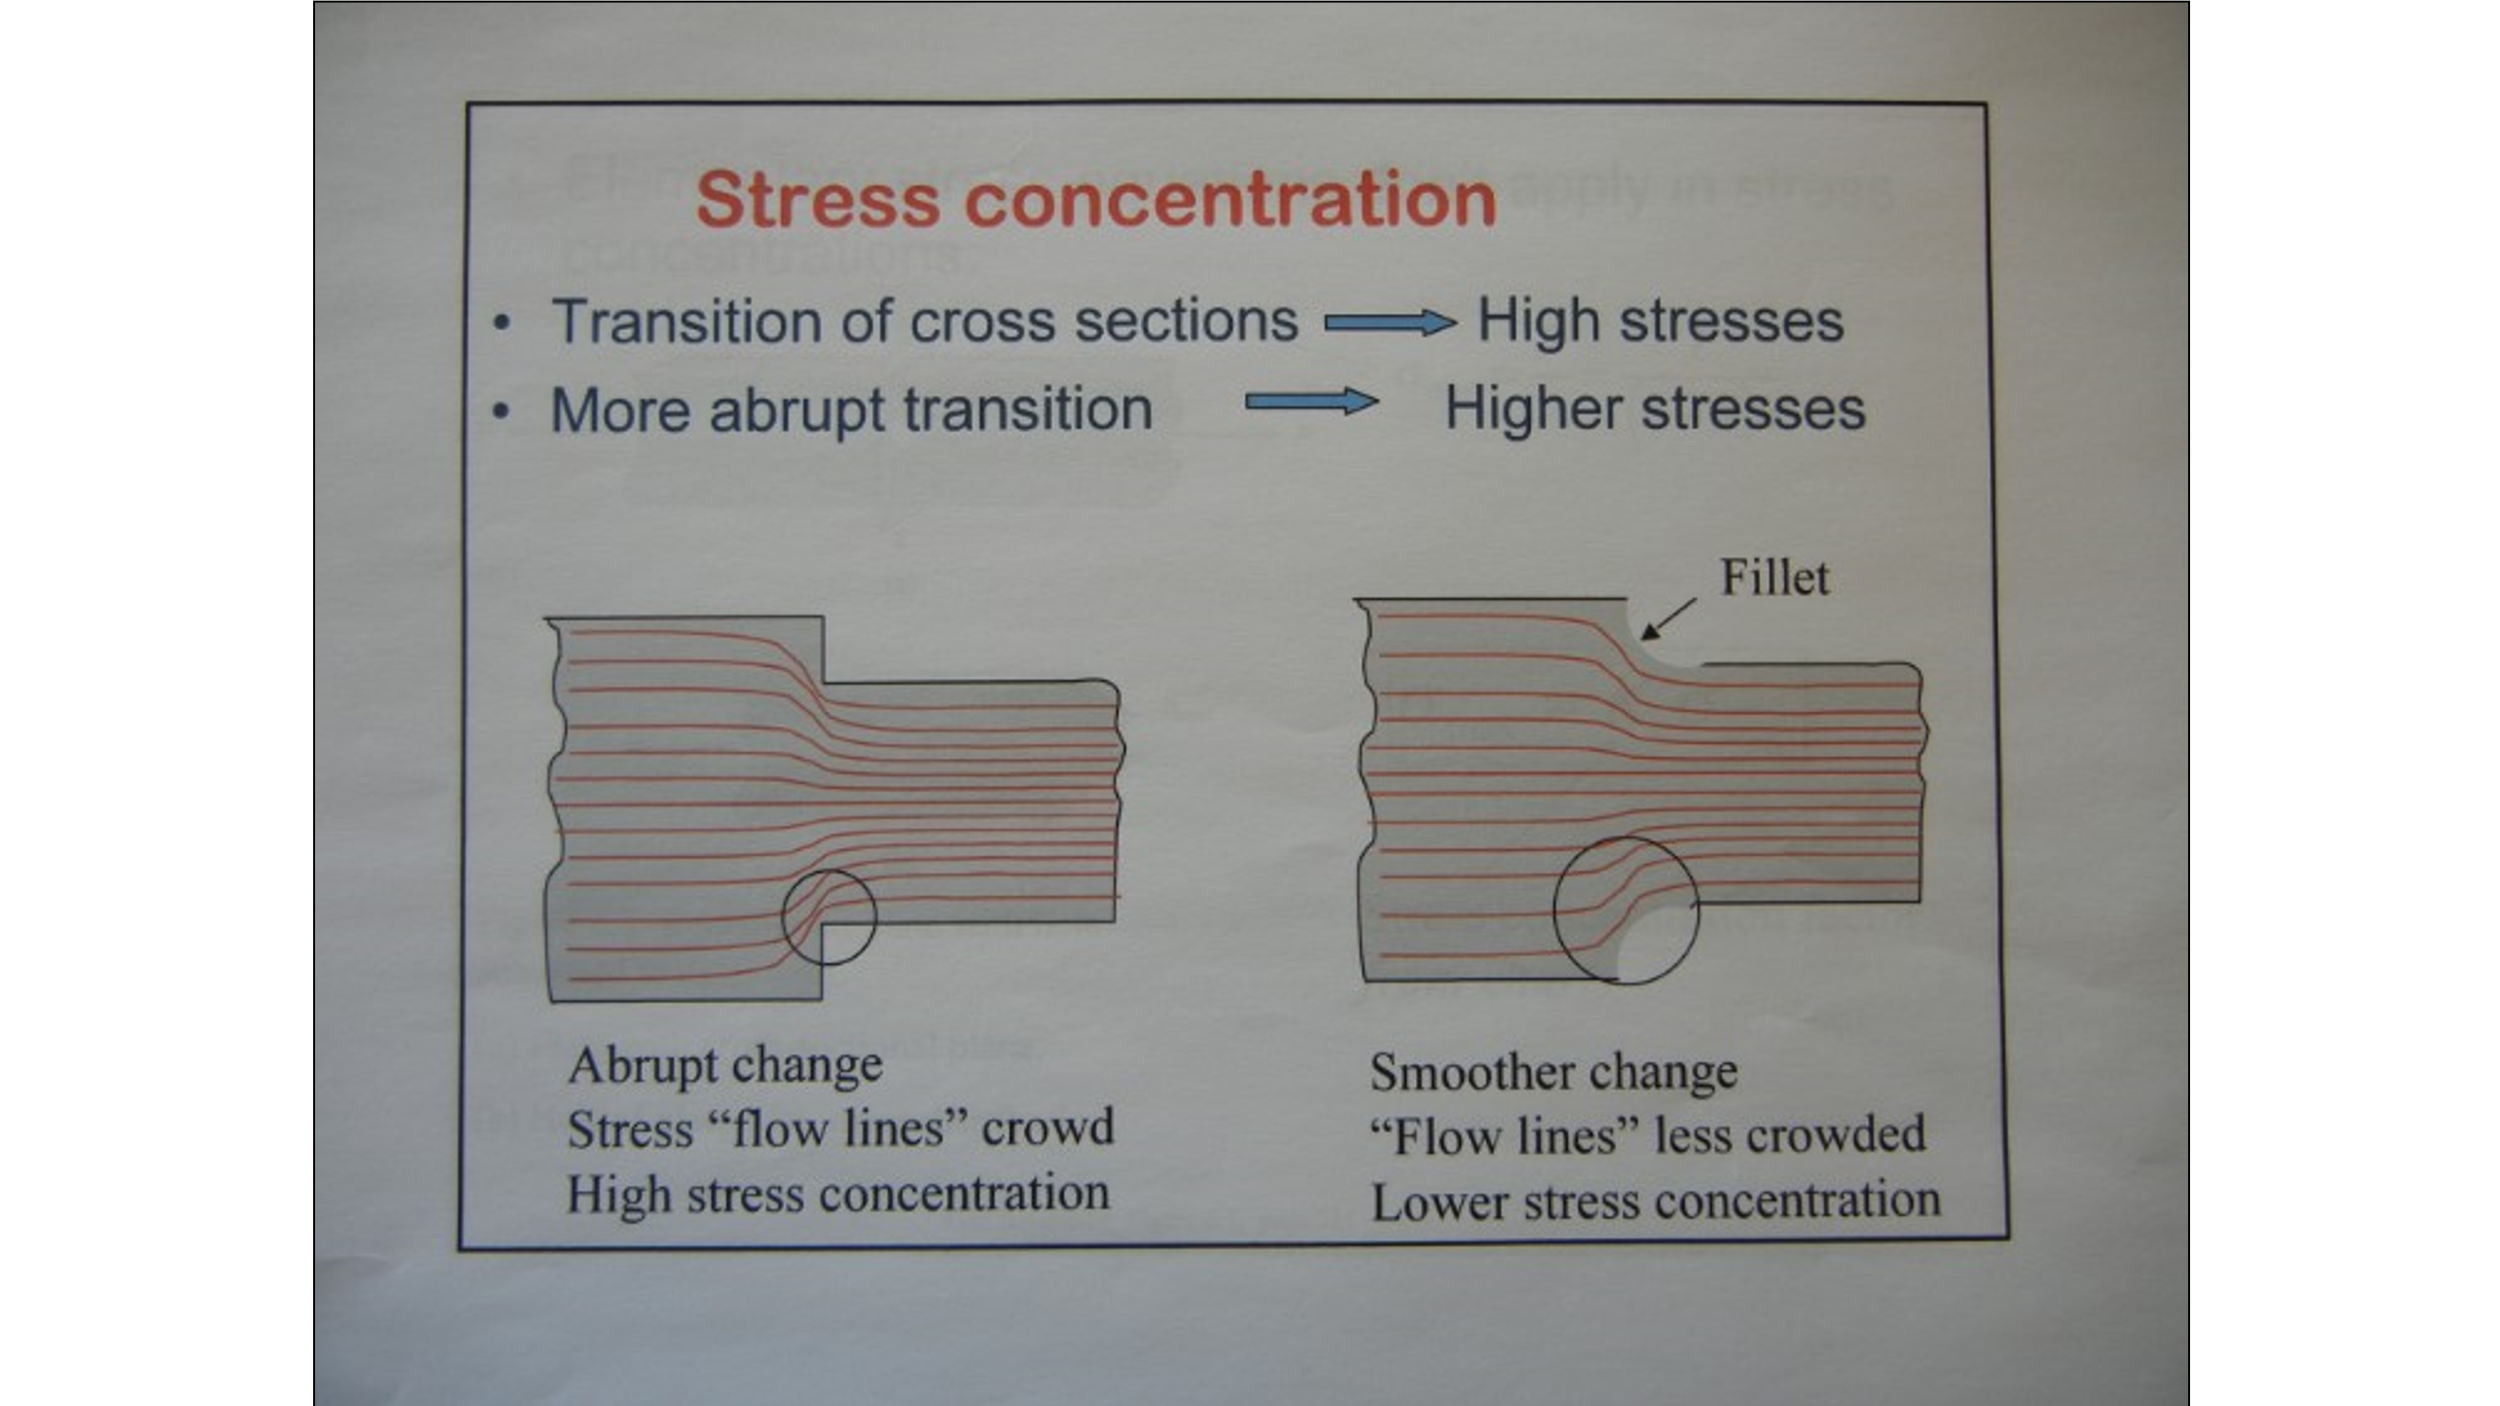 Stress concentration
• Transition of cross sections High stresses
• More abrupt transition Higher stresses
Fillet
Abrupt change
Stress “flow lines” crowd
High stress concentration
Smoother change
“Flow lines” less crowded
Lower stress concentration